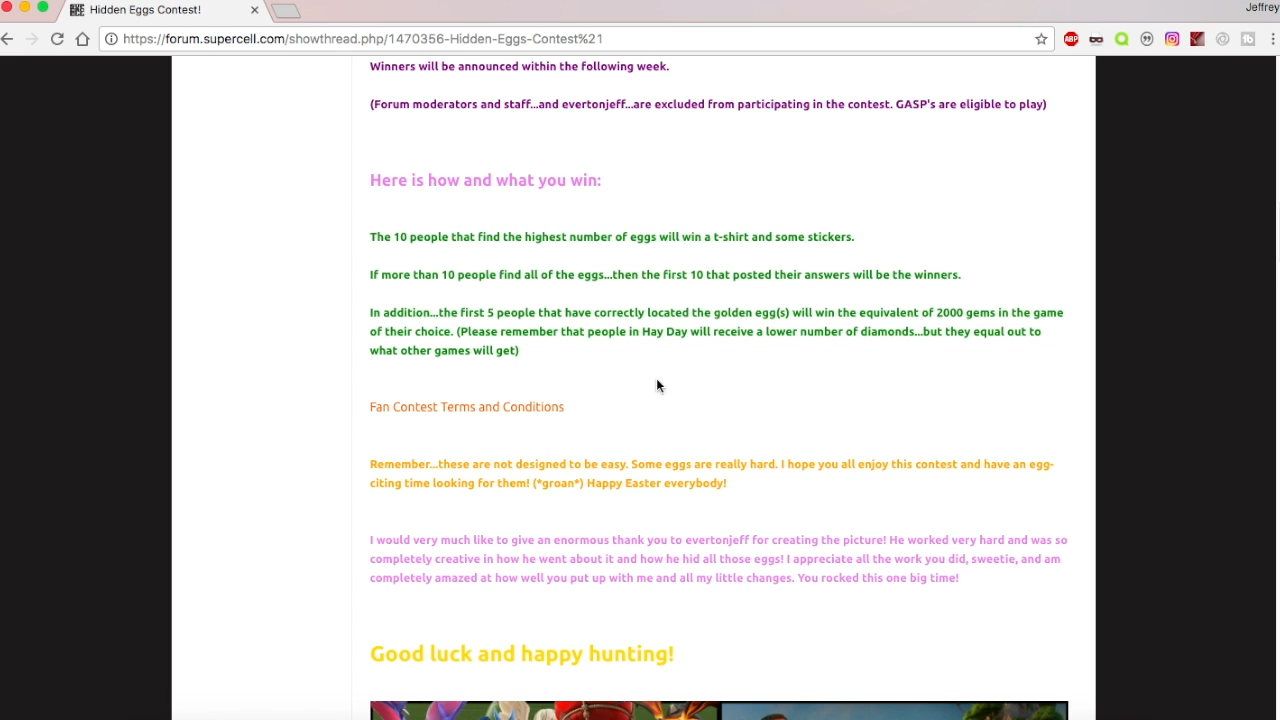 Hidden Eggs Contest!
Jeffrey
https://forum.supercell.com/showthread.php/1470356-Hidden-Eggs-Contest%21
ABP
Winners will be announced within the following week.
(Forum moderators and staff...and evertonjeff...are excluded from participating in the contest. GASP's are eligible to play)
Here is how and what you win:
The 10 people that find the highest number of eggs will win a t-shirt and some stickers.
If more than 10 people find all of the eggs...then the first 10 that posted their answers will be the winners.
In addition...the first 5 people that have correctly located the golden egg(s) will win the equivalent of 2000 gems in the game
of their choice. (Please remember that people in Hay Day will receive a lower number of diamonds...but they equal out to
what other games will get)
Fan Contest Terms and Conditions
Remember...these are not designed to be easy. Some eggs are really hard. I hope you all enjoy this contest and have an egg-
citing time looking for them! (*groan*) Happy Easter everybody!
I would very much like to give an enormous thank you to evertonjeff for creating the picture! He worked very hard and was so
completely creative in how he went about it and how he hid all those eggs! I appreciate all the work you did, sweetie, and am
completely amazed at how well you put up with me and all my little changes. You rocked this one big time!
Good luck and happy hunting!